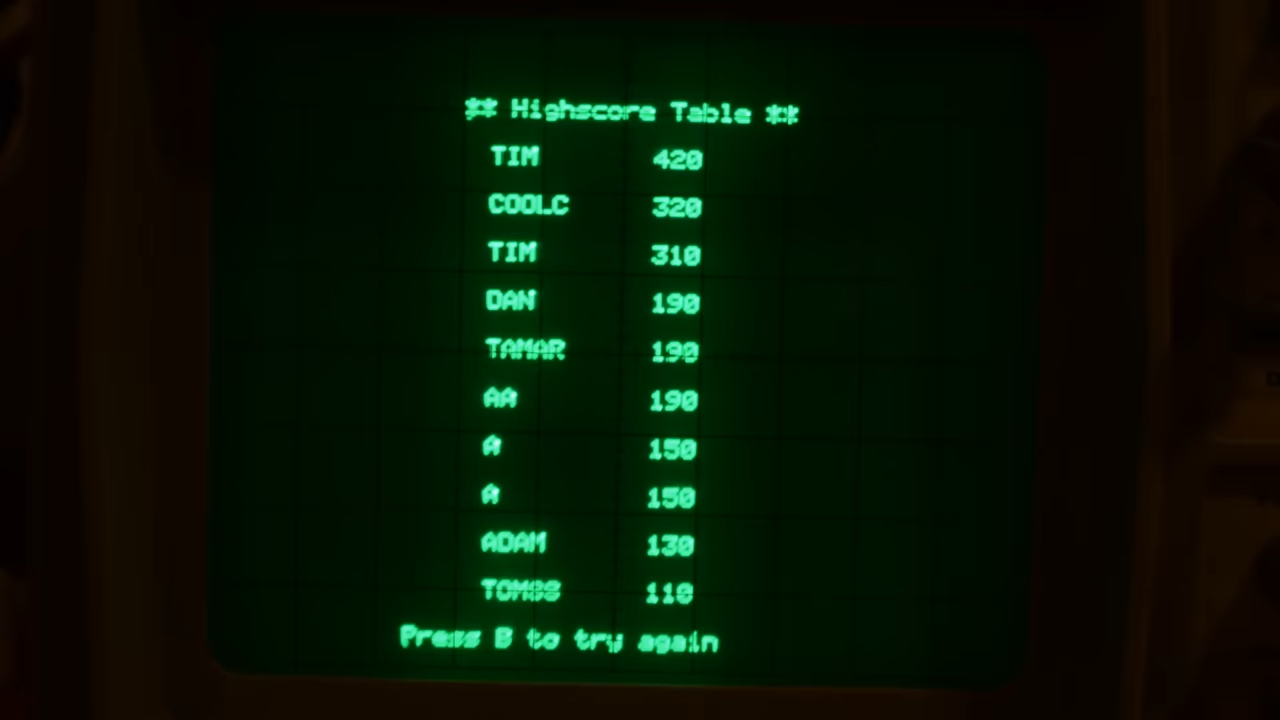 ** Highscore Table **
TIM 420
COOLC 320
TIM 310
DAN 190
TAMAR 190
AA 190
A 150
A 150
ADAM 130
110
Press B to try again